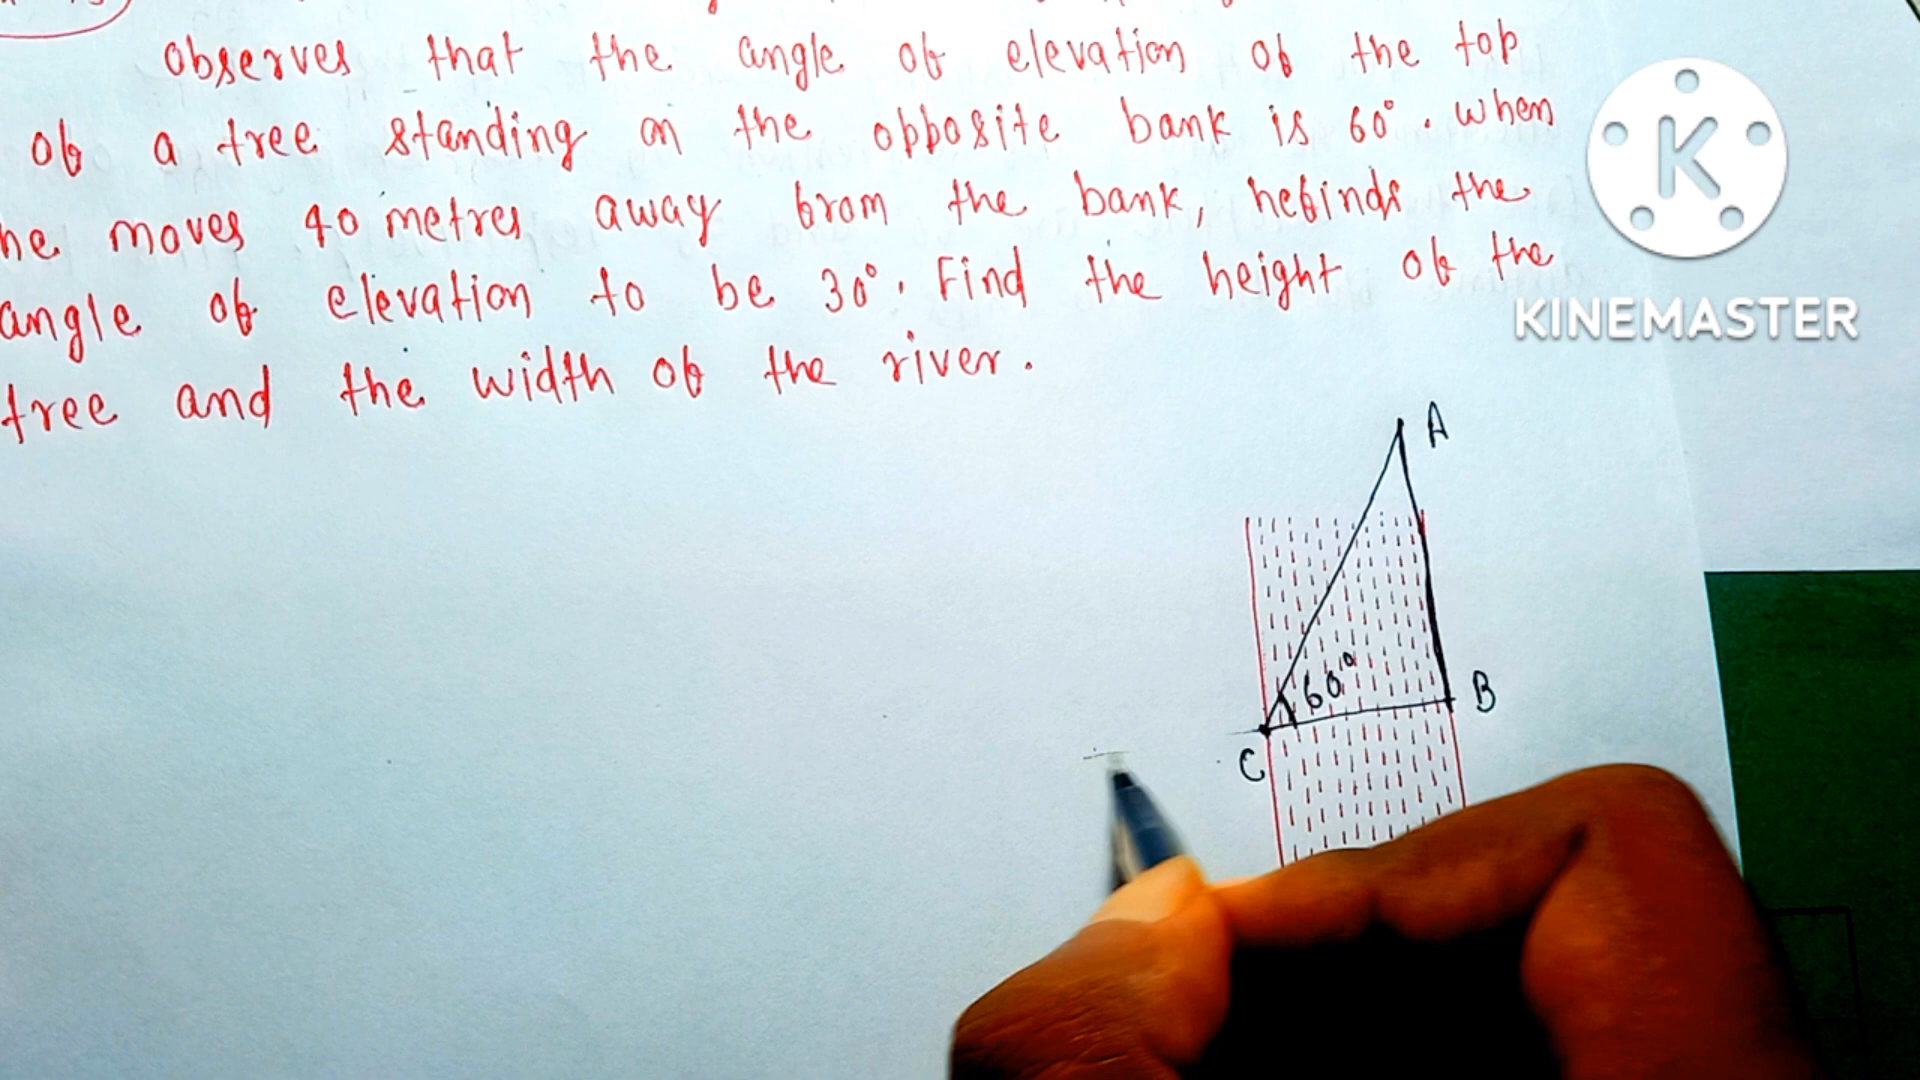 observes that the angle of elevation of the top
of a tree standing on the opposite bank is 60°. when
he moves 40 metres away from the bank, he finds the
angle of elevation to be 30°. Find the height of the
tree and the width of the river.
K
KINEMASTER
A
60°
B
C